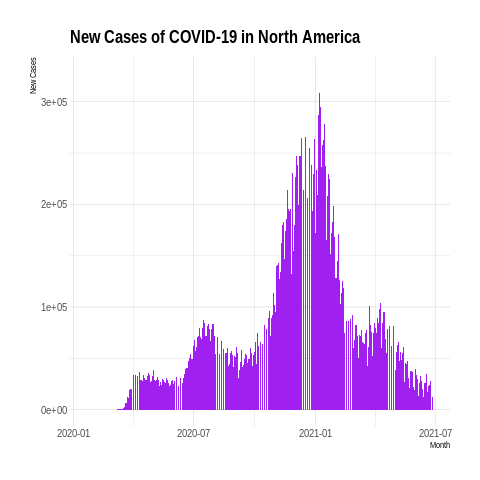 New Cases of COVID-19 in North America
New Cases
3e+05
2e+05
1e+05
0e+00
2020-01
2020-07
2021-01
2021-07
Month